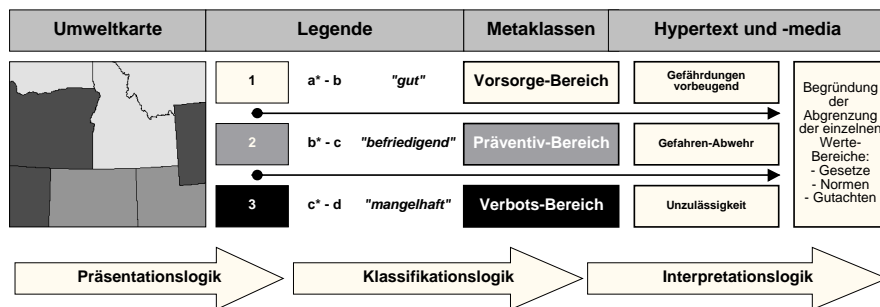 Umweltkarte
Legende
Metaklassen
Hypertext und -media
1
a* - b
"gut"
Vorsorge-Bereich
Gefährdungen
vorbeugend
2
b* - c
"befriedigend"
Präventiv-Bereich
Gefahren-Abwehr
3
c* - d
"mangelhaft"
Verbots-Bereich
Unzulässigkeit
Begründung
der
Abgrenzung
der einzelnen
Werte-
Bereiche:
- Gesetze
- Normen
- Gutachten
Präsentationslogik
Klassifikationslogik
Interpretationslogik